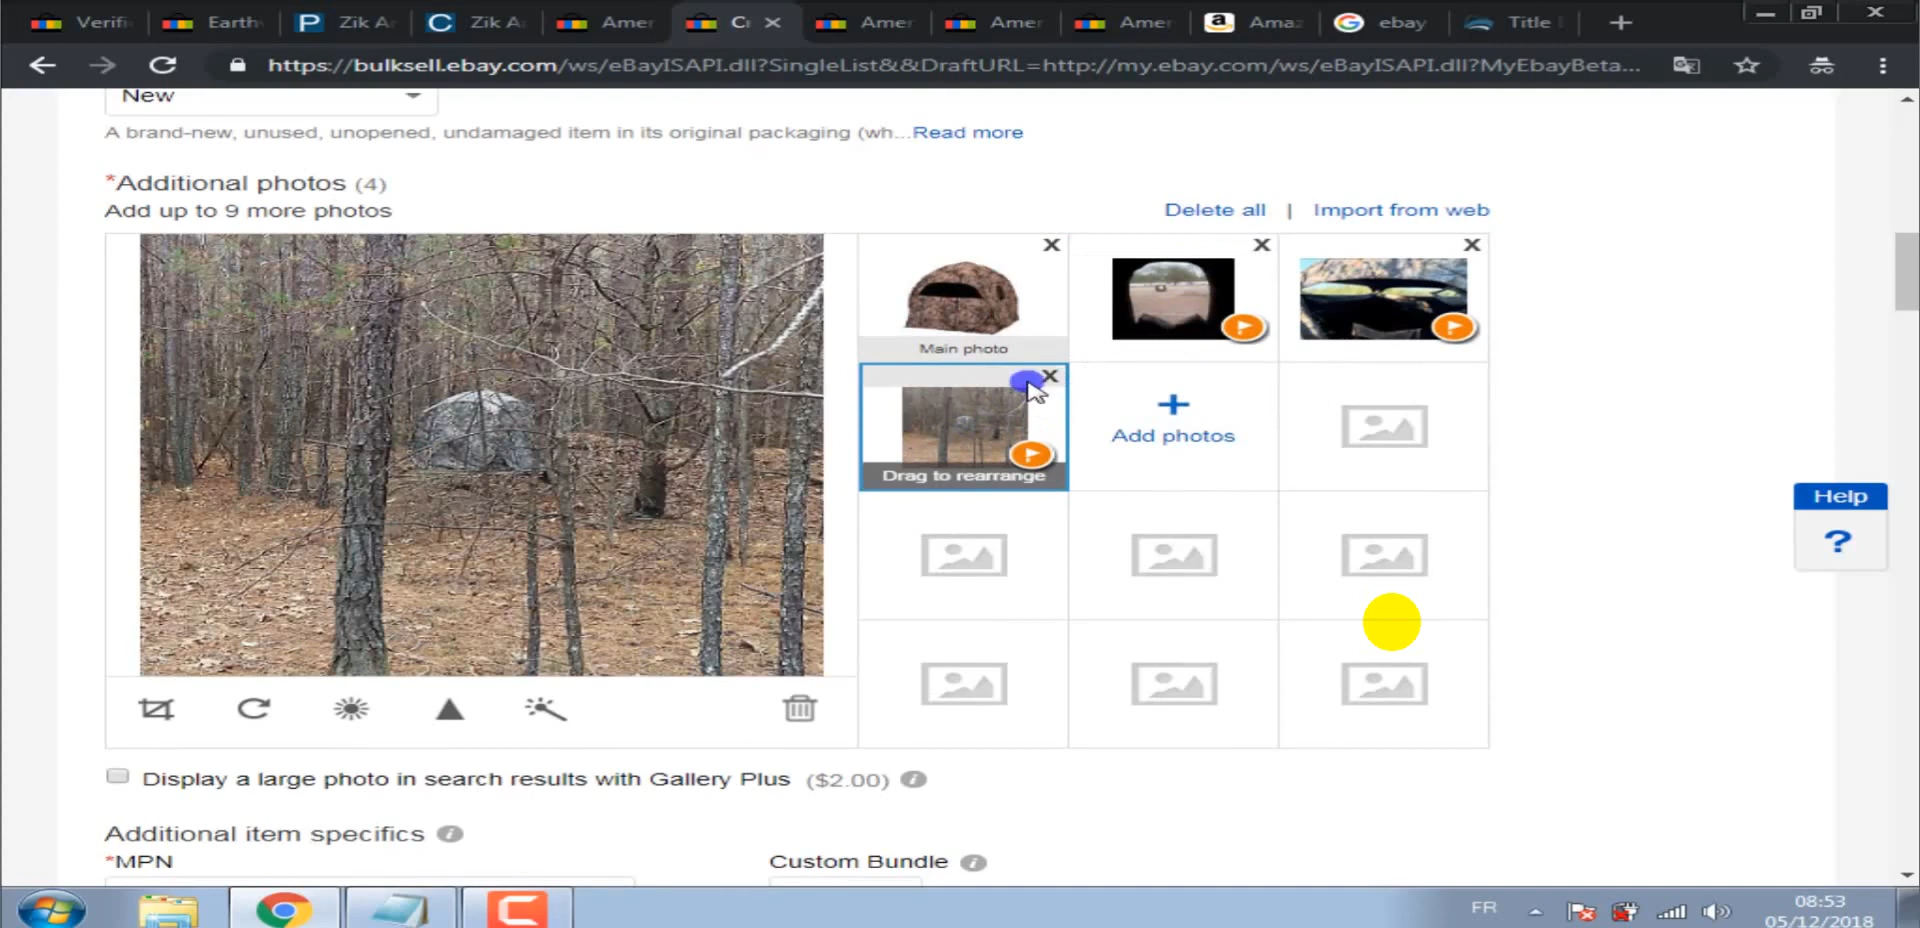 Verifi
Earth
Zik A
Zik A
Amer
C
Amer
Amer
Amer
Amaz
ebay
Title
https://bulksell.ebay.com/ws/eBayISAPI.dll?SingleList&&DraftURL=http://my.ebay.com/ws/eBayISAPI.dll?MyEbayBeta...
New
A brand-new, unused, unopened, undamaged item in its original packaging (wh...Read more
*Additional photos (4)
Add up to 9 more photos
Delete all | Import from web
Main photo
Drag to rearrange
Add photos
Help
?
Display a large photo in search results with Gallery Plus ($2.00)
Additional item specifics
*MPN
Custom Bundle
FR
08:53
05/12/2018